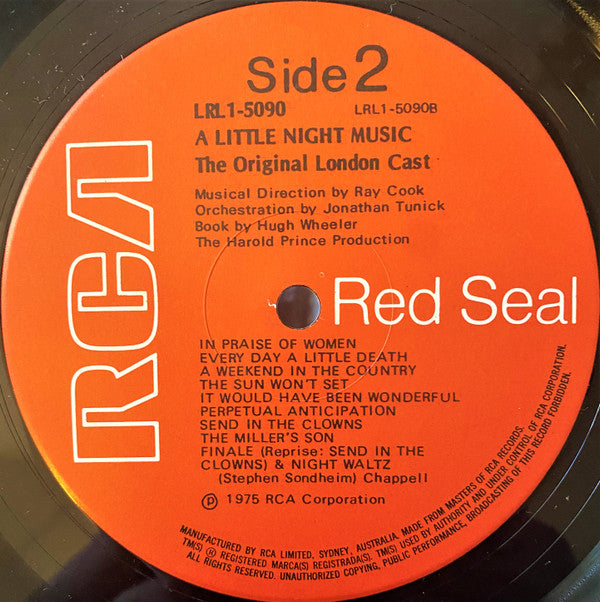 Side 2
LRL1-5090
LRL1-5090B
A LITTLE NIGHT MUSIC
The Original London Cast
Musical Direction by Ray Cook
Orchestration by Jonathan Tunick
Book by Hugh Wheeler
The Harold Prince Production
RCA
Red Seal
IN PRAISE OF WOMEN
EVERY DAY A LITTLE DEATH
A WEEKEND IN THE COUNTRY
THE SUN WON'T SET
IT WOULD HAVE BEEN WONDERFUL
PERPETUAL ANTICIPATION
SEND IN THE CLOWNS
THE MILLER'S SON
FINALE (Reprise: SEND IN THE
CLOWNS) & NIGHT WALTZ
(Stephen Sondheim) Chappell
℗ 1975 RCA Corporation
MANUFACTURED BY RCA LIMITED, SYDNEY, AUSTRALIA, MADE FROM MASTERS OF RCA RECORDS.
TM(S) ® REGISTERED MARCA(S) REGISTRADA(S). TM(S) USED BY AUTHORITY AND UNDER CONTROL OF RCA CORPORATION.
ALL RIGHTS RESERVED. UNAUTHORIZED COPYING, PUBLIC PERFORMANCE, BROADCASTING OF THIS RECORD FORBIDDEN.